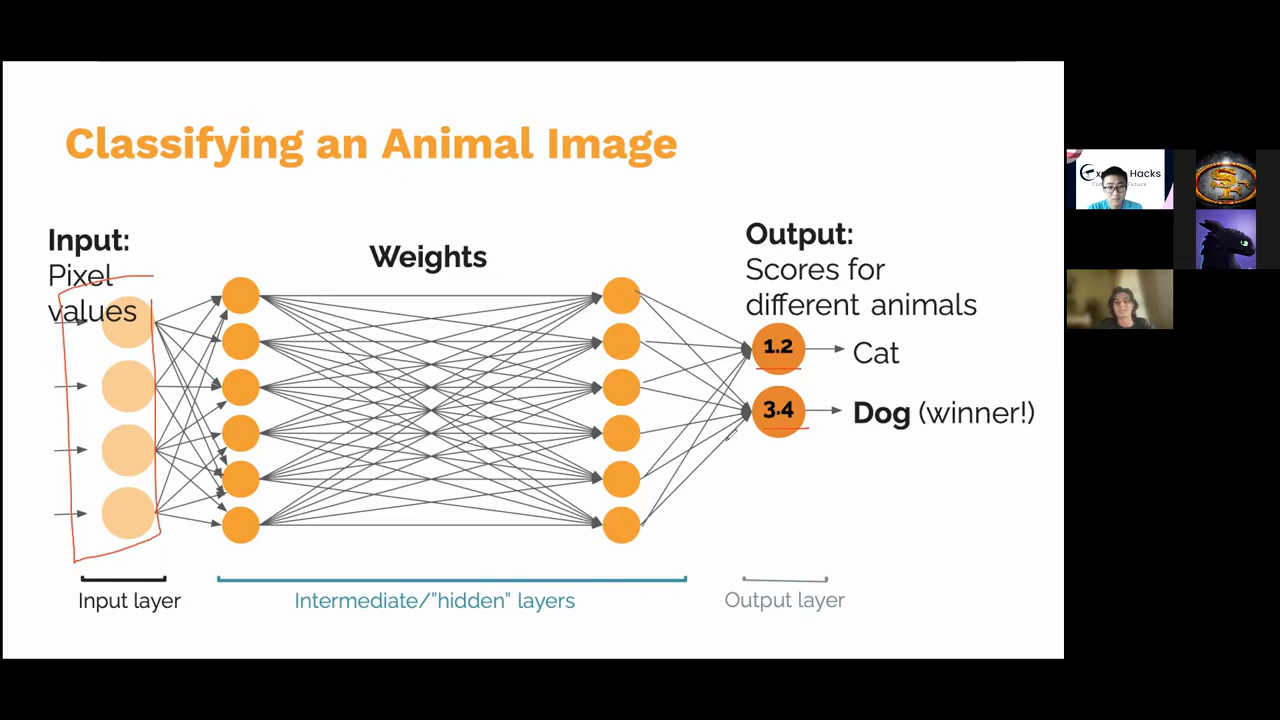 Classifying an Animal Image
Input:
Pixel
values
Weights
Output:
Scores for
different animals
1.2
Cat
3.4
Dog (winner!)
Input layer
Intermediate/"hidden" layers
Output layer
Hacks
SF